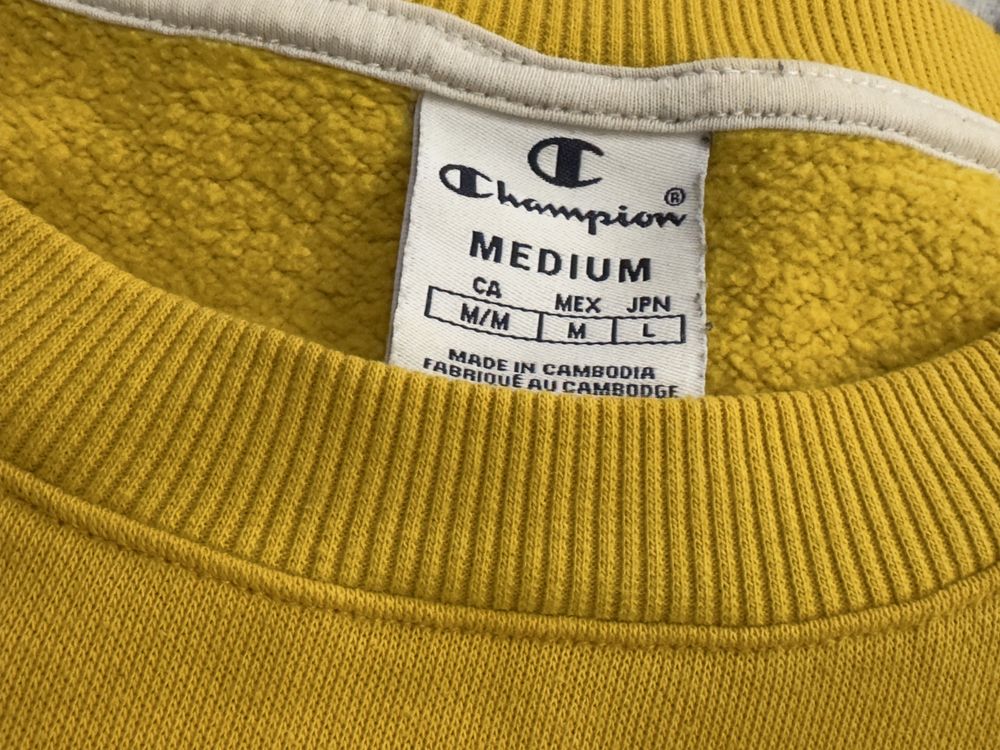 Champion®
MEDIUM
CA MEX JPN
M/M M L
MADE IN CAMBODIA
FABRIQUÉ AU CAMBODGE